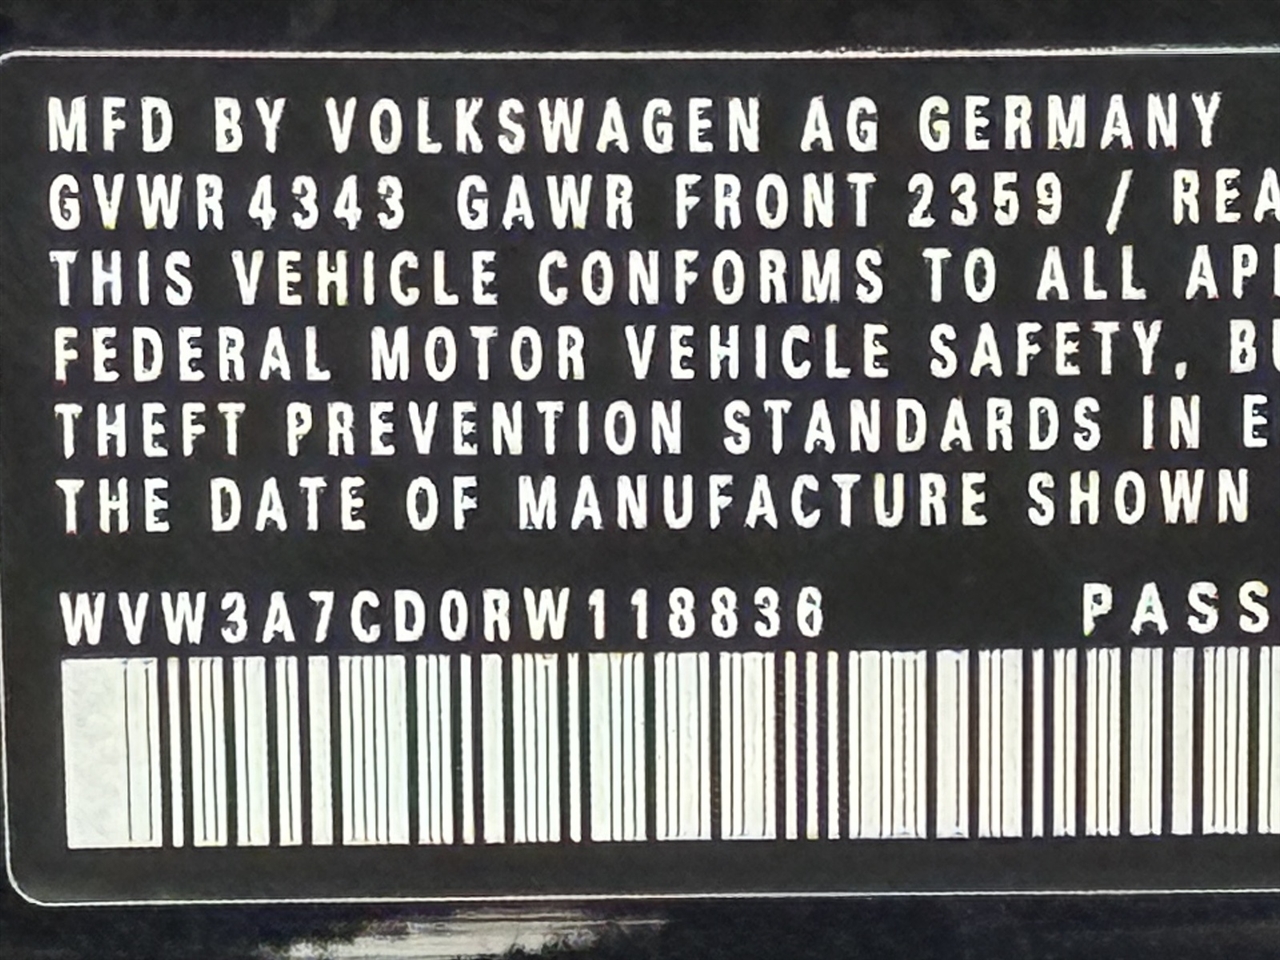 MFD BY VOLKSWAGEN AG GERMANY
GVWR 4343 GAWR FRONT 2359 / REA
THIS VEHICLE CONFORMS TO ALL AP
FEDERAL MOTOR VEHICLE SAFETY, BU
THEFT PREVENTION STANDARDS IN E
THE DATE OF MANUFACTURE SHOWN
WVW3A7CD0RW118836 PASS